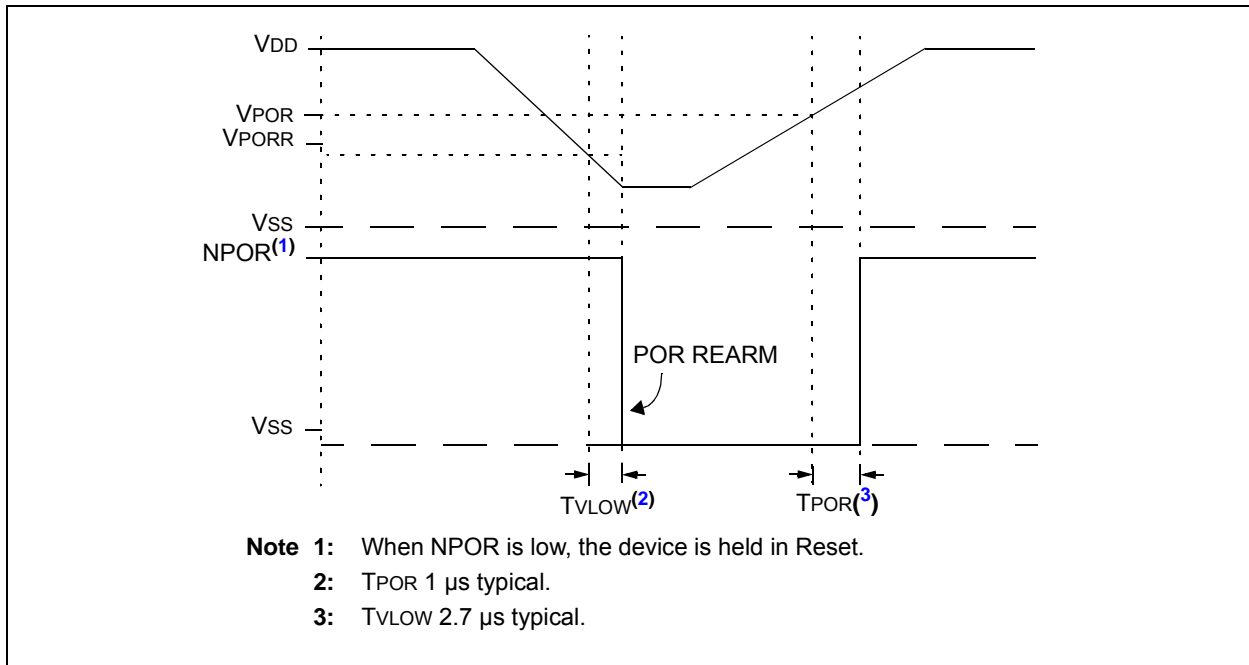 VDD
VPOR
VPORR
VSS
NPOR(1)
POR REARM
VSS
TVLOW(2)
TPOR(3)
Note 1: When NPOR is low, the device is held in Reset.
2: TPOR 1 µs typical.
3: TVLOW 2.7 µs typical.